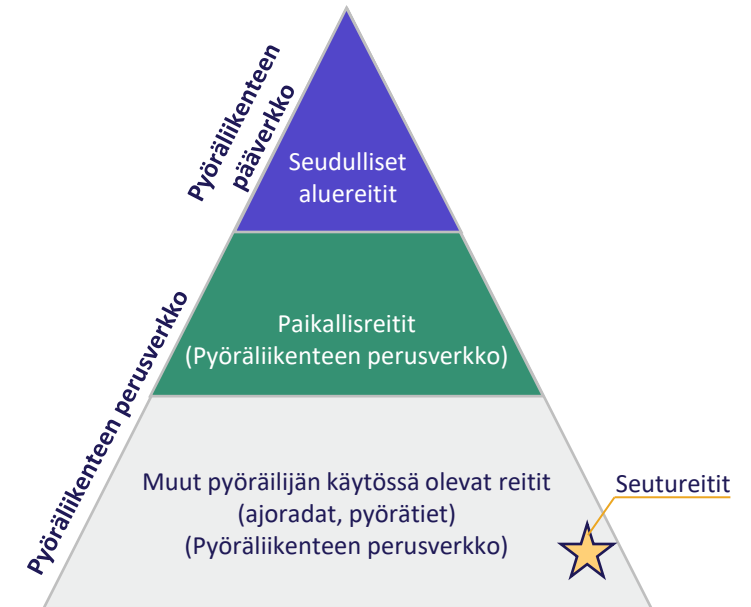 Pyöräliikenteen
pääverkko
Seudulliset
aluereitit
Pyöräliikenteen perusverkko
Paikallisreitit
(Pyöräliikenteen perusverkko)
Muut pyöräilijän käytössä olevat reitit
(ajoradat, pyörätiet)
(Pyöräliikenteen perusverkko)
Seutureitit